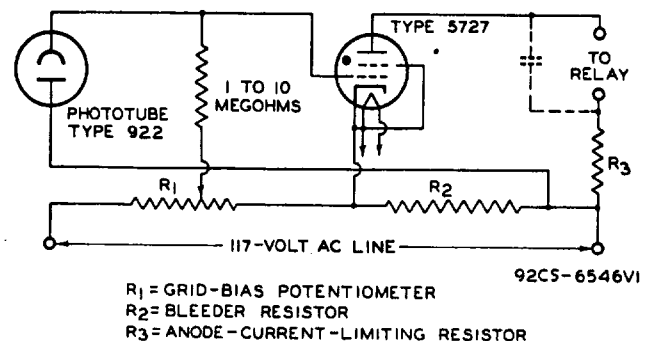 TYPE 5727
TO
RELAY
1 TO 10
MEGOHMS
PHOTOTUBE
TYPE 922
R3
R1
R2
117-VOLT AC LINE
92CS-6546V1
R1=GRID-BIAS POTENTIOMETER
R2=BLEEDER RESISTOR
R3=ANODE-CURRENT-LIMITING RESISTOR